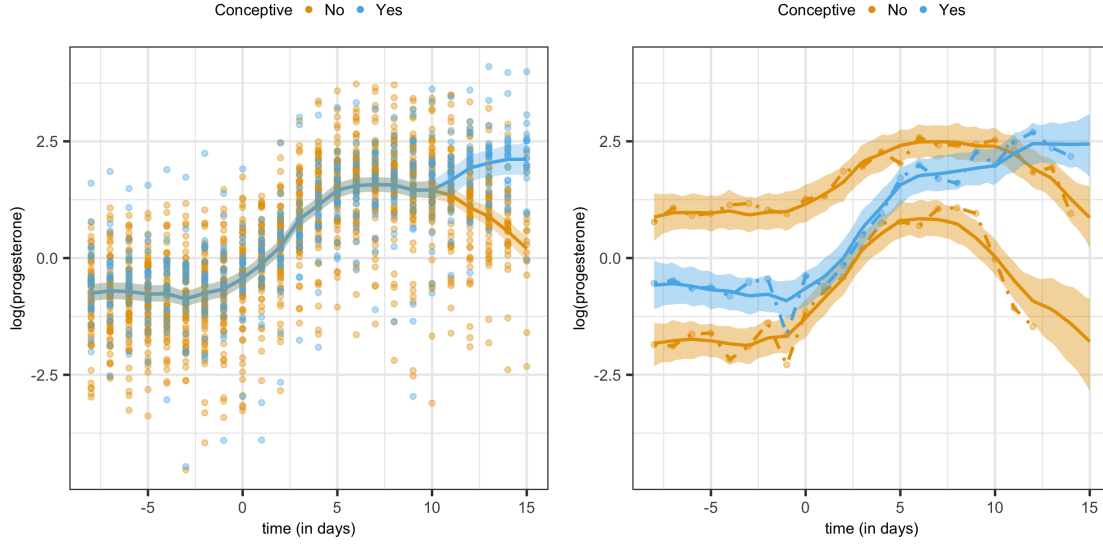 Conceptive No Yes
log(progesterone)
2.5
0.0
-2.5
-5
0
5
10
15
time (in days)
Conceptive No Yes
log(progesterone)
2.5
0.0
-2.5
-5
0
5
10
15
time (in days)